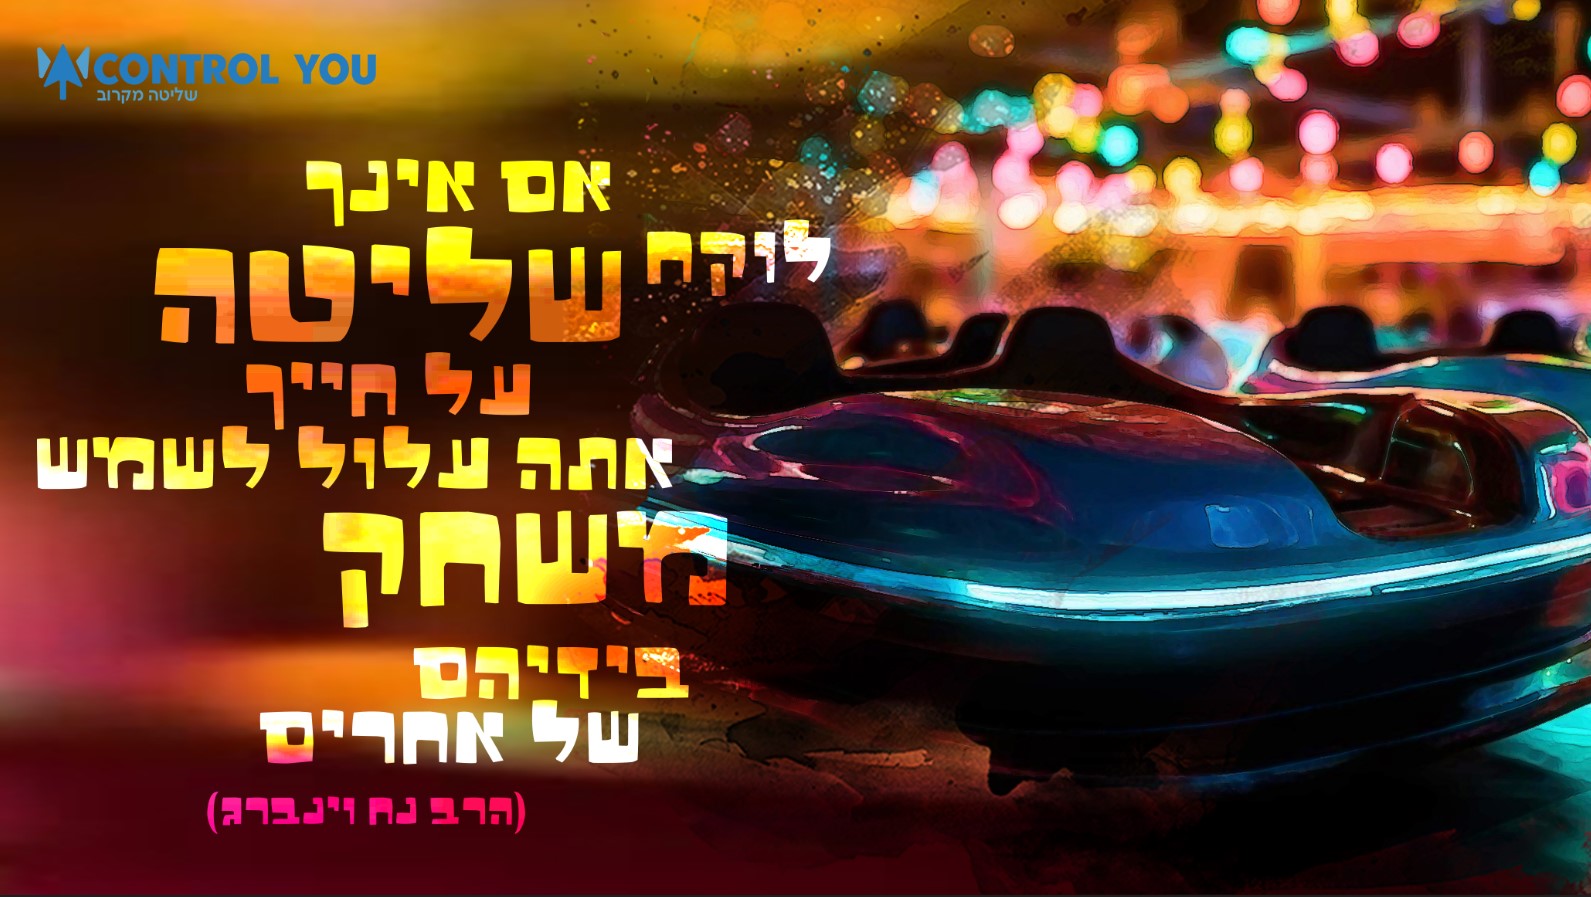 CONTROL YOU
שליטה מקרוב
אם אינך
לוקח שליטה
על חייך
אתה עלול לשמש
משחק
בידיהם
של אחרים
(הרב נח וינברג)